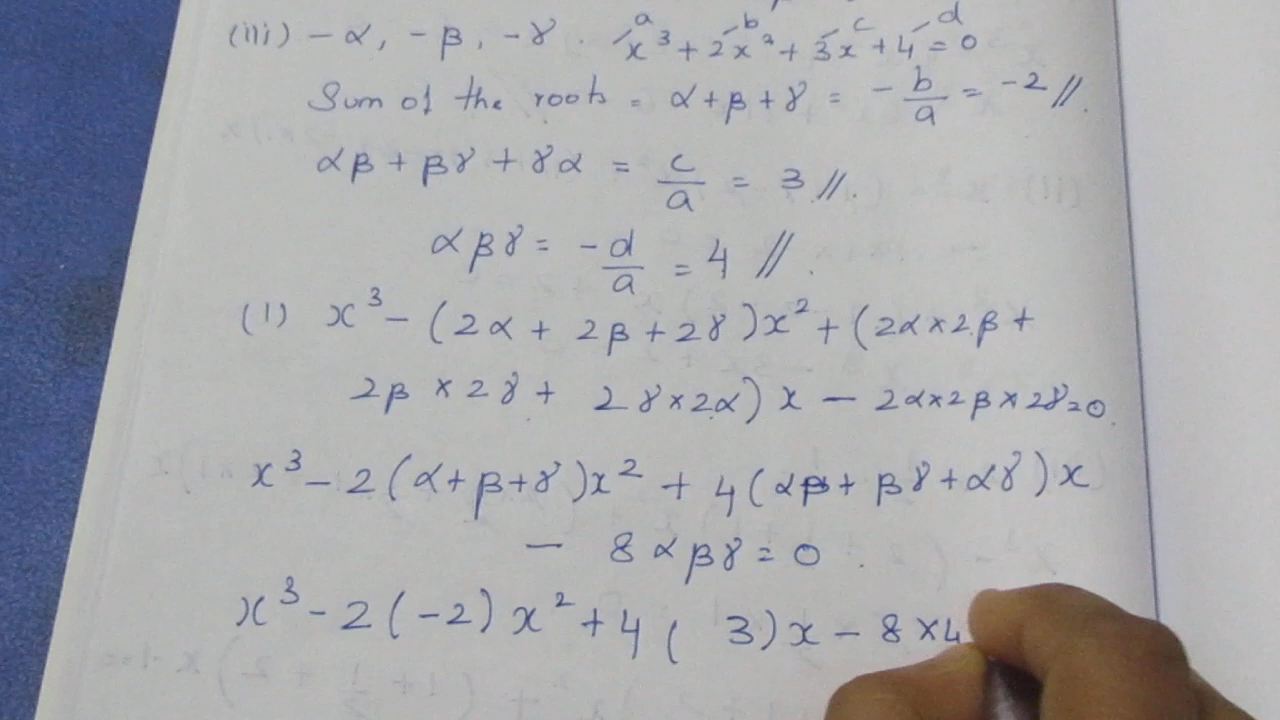 (iii) -α, -β, -γ. x³ + 2x² + 3x + 4 = 0
a b c d
Sum of the roots = α+β+γ = -b/a = -2 //.
αβ + βγ + γα = c/a = 3 //.
αβγ = -d/a = 4 //.
(i) x³ - (2α + 2β + 2γ)x² + (2α×2β +
2β × 2γ + 2γ×2α) x - 2α×2β×2γ=0.
x³ - 2(α+β+γ)x² + 4(αβ + βγ + αγ)x
- 8αβγ = 0.
x³ - 2(-2)x² + 4( 3)x - 8×4